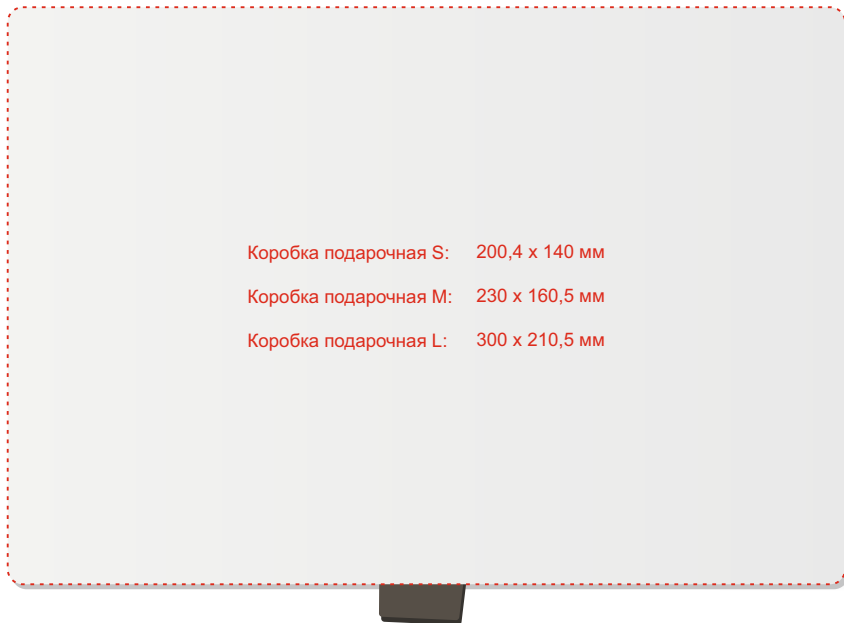 Коробка подарочная S: 200,4 х 140 мм
Коробка подарочная M: 230 х 160,5 мм
Коробка подарочная L: 300 х 210,5 мм